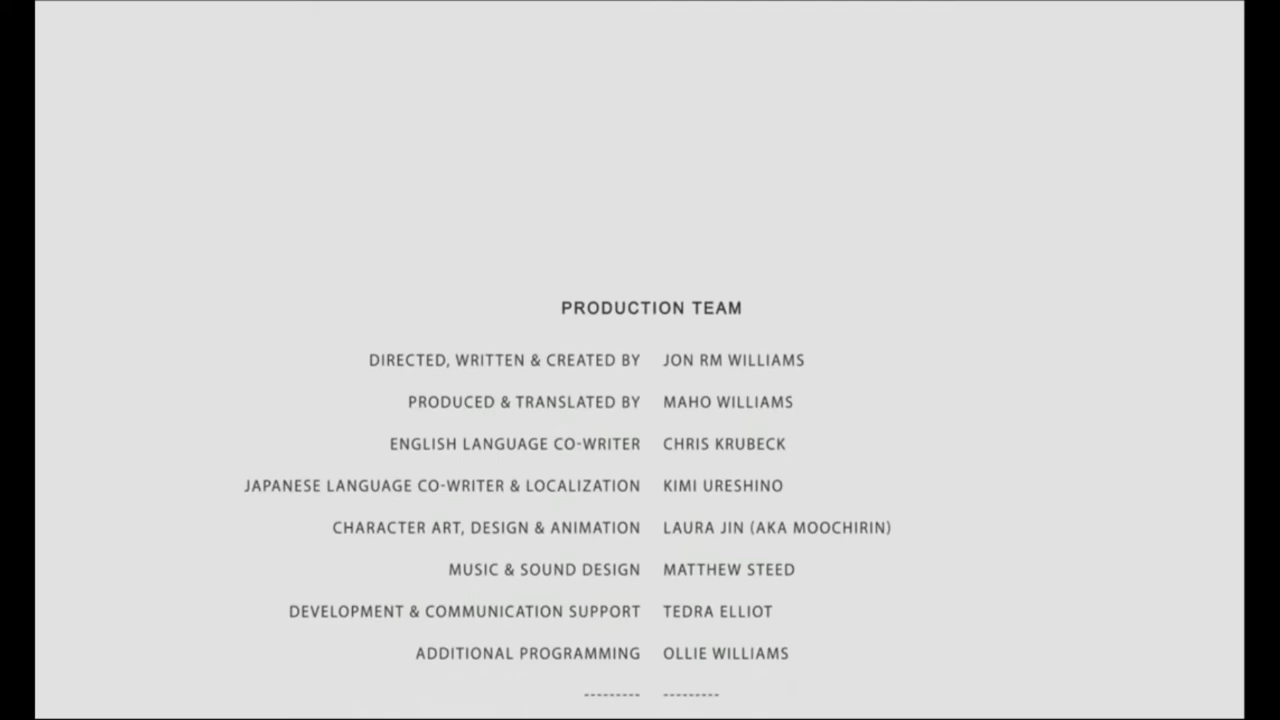 PRODUCTION TEAM
DIRECTED, WRITTEN & CREATED BY JON RM WILLIAMS
PRODUCED & TRANSLATED BY MAHO WILLIAMS
ENGLISH LANGUAGE CO-WRITER CHRIS KRUBECK
JAPANESE LANGUAGE CO-WRITER & LOCALIZATION KIMI URESHINO
CHARACTER ART, DESIGN & ANIMATION LAURA JIN (AKA MOOCHIRIN)
MUSIC & SOUND DESIGN MATTHEW STEED
DEVELOPMENT & COMMUNICATION SUPPORT TEDRA ELLIOT
ADDITIONAL PROGRAMMING OLLIE WILLIAMS
--------- ---------